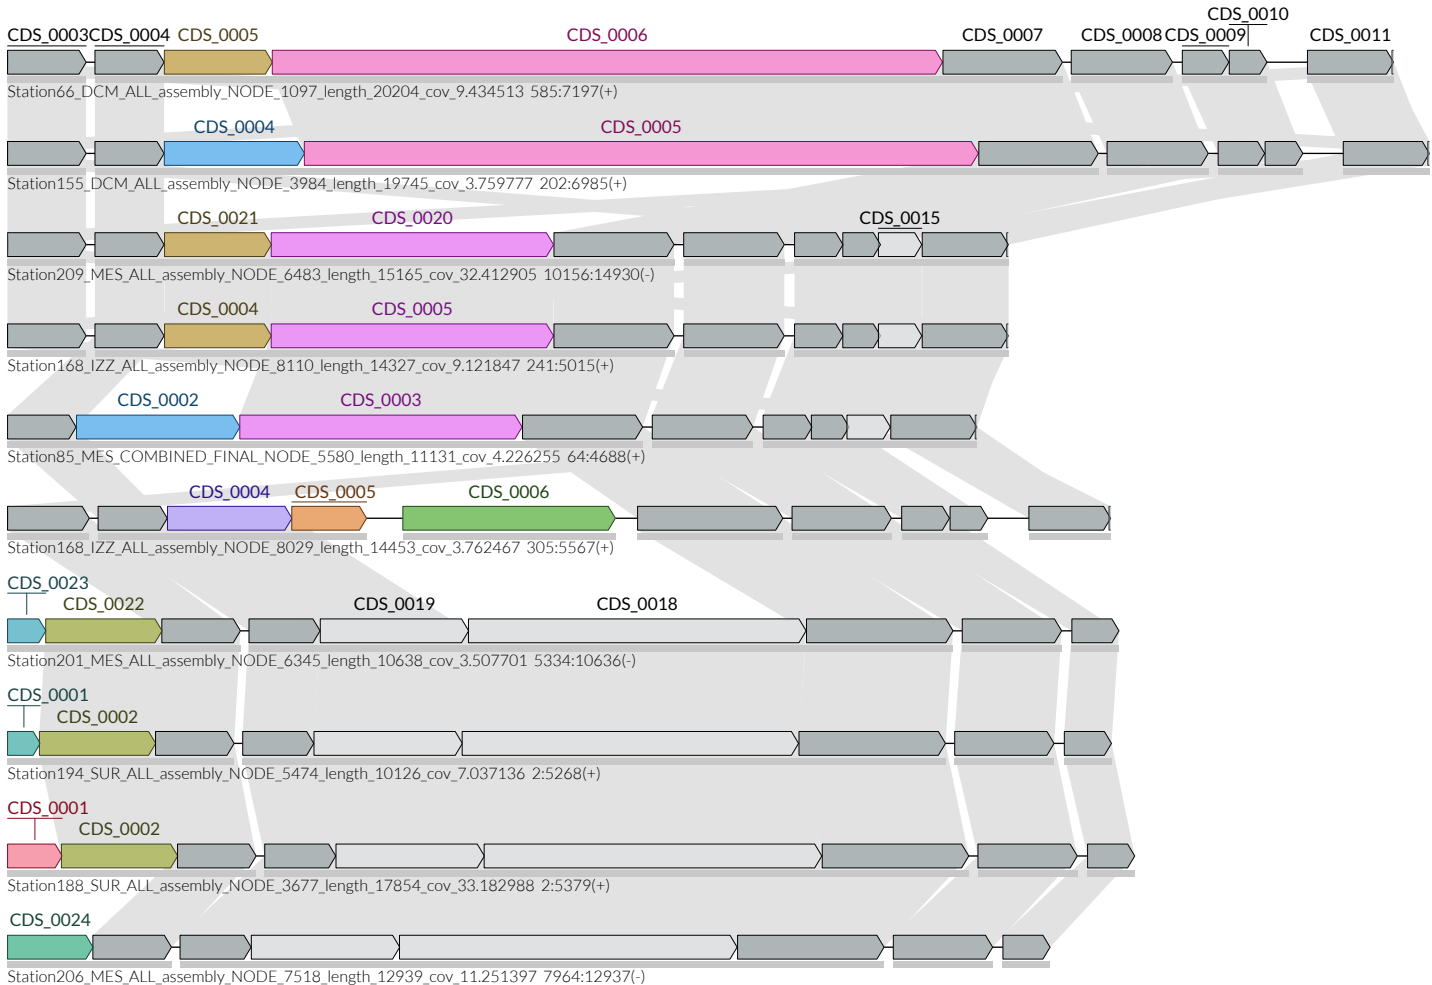 CDS_0010
CDS_0003 CDS_0004 CDS_0005 CDS_0006 CDS_0007 CDS_0008 CDS_0009 CDS_0011
Station66_DCM_ALL_assembly_NODE_1097_length_20204_cov_9.434513 585:7197(+)
CDS_0004 CDS_0005
Station155_DCM_ALL_assembly_NODE_3984_length_19745_cov_3.759777 202:6985(+)
CDS_0021 CDS_0020 CDS_0015
Station209_MES_ALL_assembly_NODE_6483_length_15165_cov_32.412905 10156:14930(-)
CDS_0004 CDS_0005
Station168_IZZ_ALL_assembly_NODE_8110_length_14327_cov_9.121847 241:5015(+)
CDS_0002 CDS_0003
Station85_MES_COMBINED_FINAL_NODE_5580_length_11131_cov_4.226255 64:4688(+)
CDS_0004 CDS_0005 CDS_0006
Station168_IZZ_ALL_assembly_NODE_8029_length_14453_cov_3.762467 305:5567(+)
CDS_0023
CDS_0022 CDS_0019 CDS_0018
Station201_MES_ALL_assembly_NODE_6345_length_10638_cov_3.507701 5334:10636(-)
CDS_0001
CDS_0002
Station194_SUR_ALL_assembly_NODE_5474_length_10126_cov_7.037136 2:5268(+)
CDS_0001
CDS_0002
Station188_SUR_ALL_assembly_NODE_3677_length_17854_cov_33.182988 2:5379(+)
CDS_0024
Station206_MES_ALL_assembly_NODE_7518_length_12939_cov_11.251397 7964:12937(-)